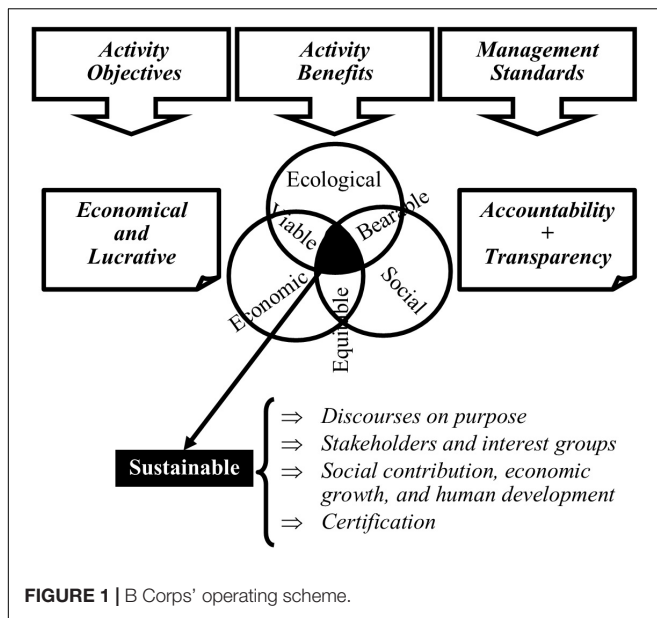 Activity
Objectives
Activity
Benefits
Management
Standards
Economical
and
Lucrative
Ecological
Viable
Bearable
Economic
Social
Equitable
Accountability
+
Transparency
Sustainable
⇒ Discourses on purpose
⇒ Stakeholders and interest groups
⇒ Social contribution, economic
growth, and human development
⇒ Certification
FIGURE 1 | B Corps' operating scheme.